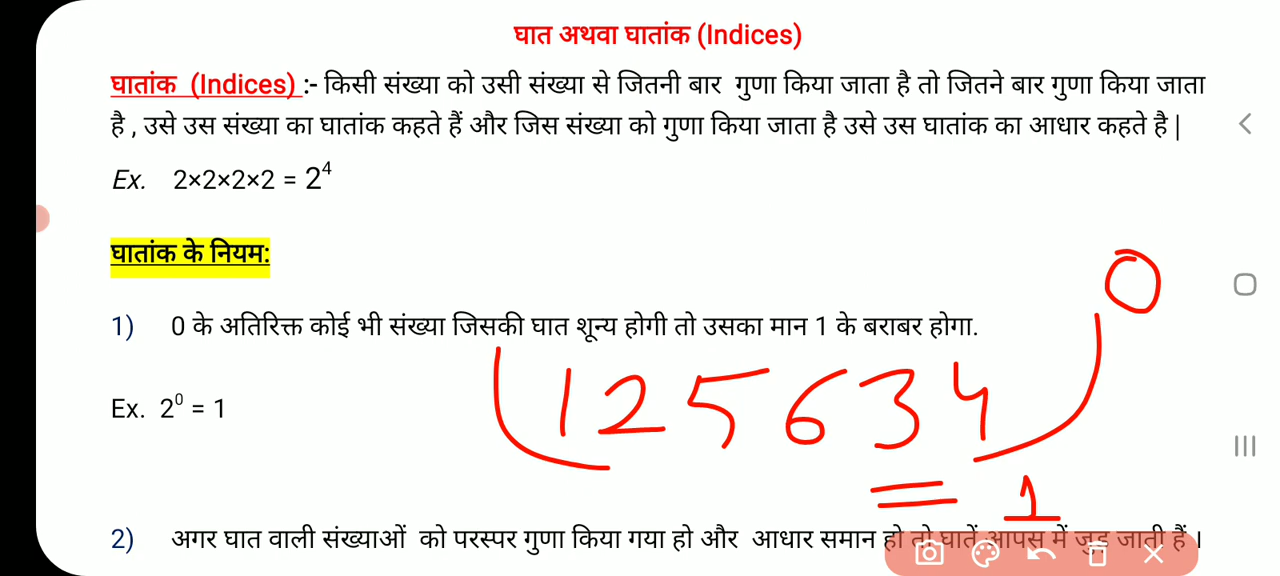 घात अथवा घातांक (Indices)
घातांक (Indices) :- किसी संख्या को उसी संख्या से जितनी बार गुणा किया जाता है तो जितने बार गुणा किया जाता
है , उसे उस संख्या का घातांक कहते हैं और जिस संख्या को गुणा किया जाता है उसे उस घातांक का आधार कहते है |
Ex. 2×2×2×2 = 2⁴
घातांक के नियम:
1) 0 के अतिरिक्त कोई भी संख्या जिसकी घात शून्य होगी तो उसका मान 1 के बराबर होगा.
Ex. 2⁰ = 1
(125634)⁰
= 1
2) अगर घात वाली संख्याओं को परस्पर गुणा किया गया हो और आधार समान हो तो घातें आपस में जुड़ जाती हैं ।